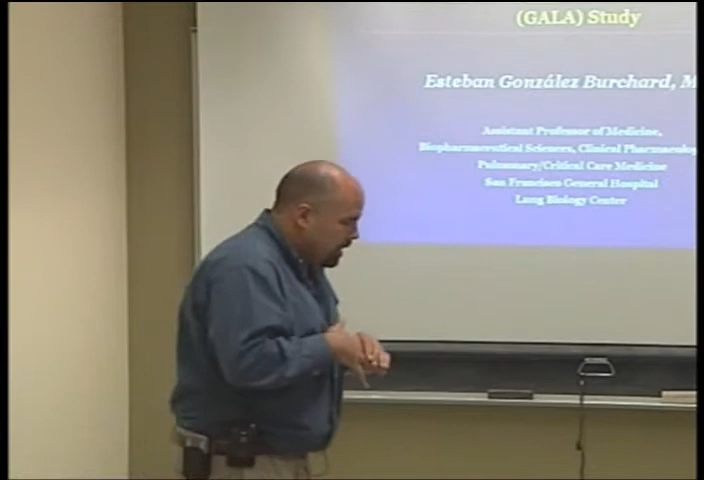 (GALA) Study
Esteban González Burchard, M
Assistant Professor of Medicine,
Biopharmaceutical Sciences, Clinical Pharmacolog
Pulmonary/Critical Care Medicine
San Francisco General Hospital
Lung Biology Center